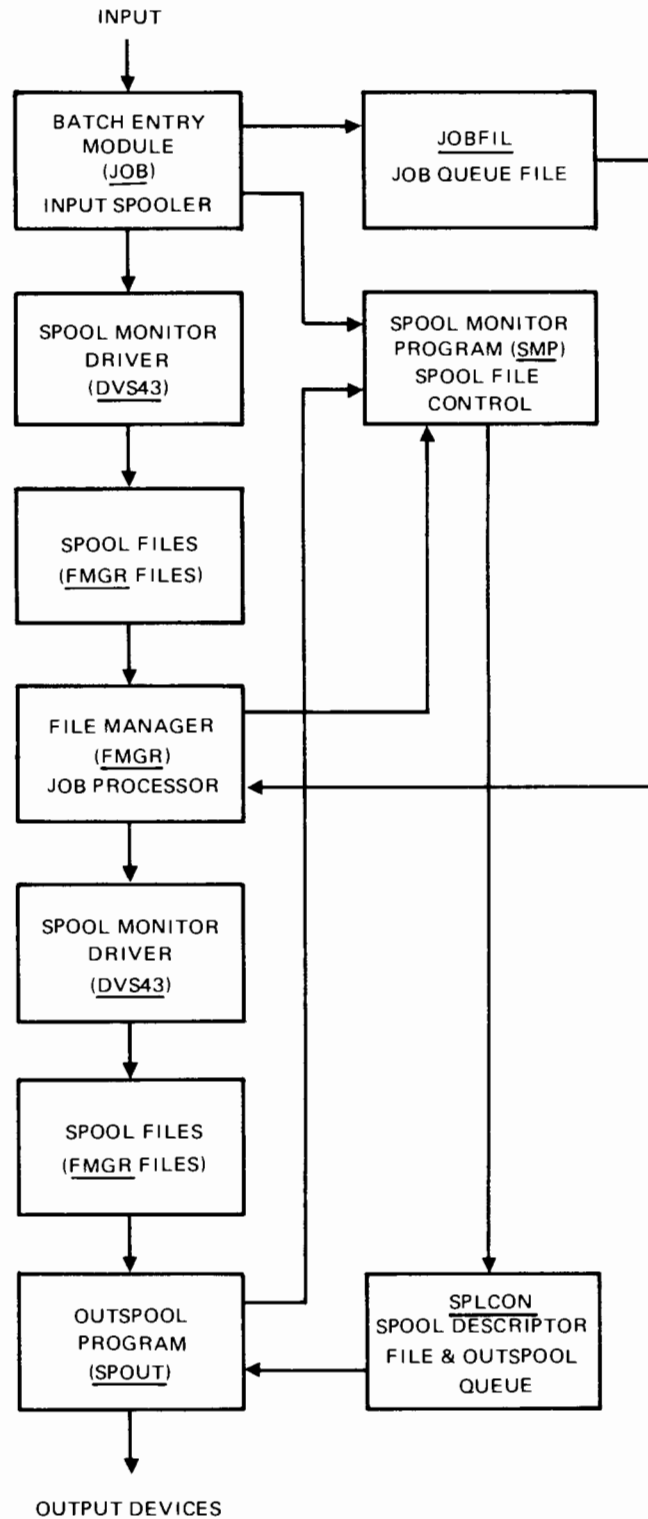 INPUT
BATCH ENTRY
MODULE
(JOB)
INPUT SPOOLER
JOBFIL
JOB QUEUE FILE
SPOOL MONITOR
DRIVER
(DVS43)
SPOOL MONITOR
PROGRAM (SMP)
SPOOL FILE
CONTROL
SPOOL FILES
(FMGR FILES)
FILE MANAGER
(FMGR)
JOB PROCESSOR
SPOOL MONITOR
DRIVER
(DVS43)
SPOOL FILES
(FMGR FILES)
OUTSPOOL
PROGRAM
(SPOUT)
SPLCON
SPOOL DESCRIPTOR
FILE & OUTSPOOL
QUEUE
OUTPUT DEVICES